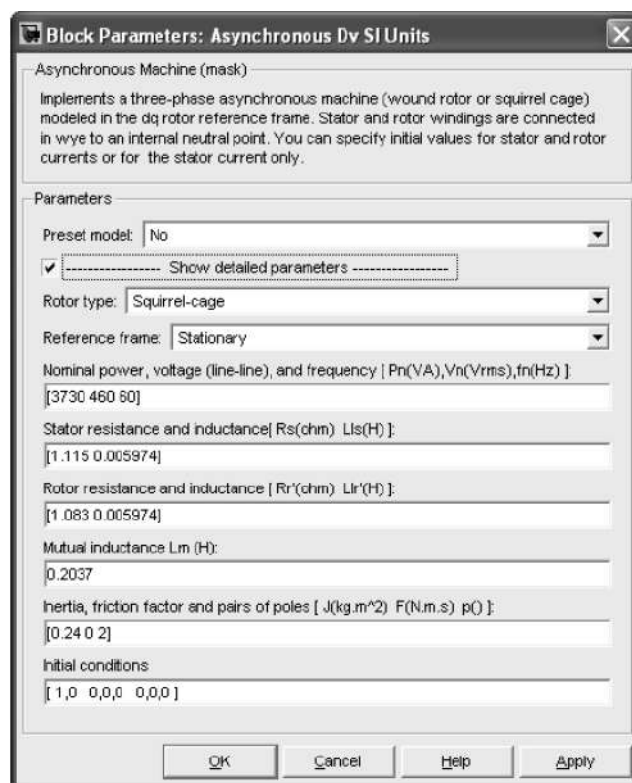 Block Parameters: Asynchronous Dv SI Units
Asynchronous Machine (mask)
Implements a three-phase asynchronous machine (wound rotor or squirrel cage)
modeled in the dq rotor reference frame. Stator and rotor windings are connected
in wye to an internal neutral point. You can specify initial values for stator and rotor
currents or for the stator current only.
Parameters
Preset model: No
---------------- Show detailed parameters ----------------
Rotor type: Squirrel-cage
Reference frame: Stationary
Nominal power, voltage (line-line), and frequency [ Pn(VA),Vn(Vrms),fn(Hz) ]:
[3730 460 60]
Stator resistance and inductance[ Rs(ohm) Lls(H) ]:
[1.115 0.005974]
Rotor resistance and inductance [ Rr'(ohm) Llr'(H) ]:
[1.083 0.005974]
Mutual inductance Lm (H):
0.2037
Inertia, friction factor and pairs of poles [ J(kg.m^2) F(N.m.s) p() ]:
[0.24 0 2]
Initial conditions
[ 1,0 0,0,0 0,0,0 ]
OK Cancel Help Apply